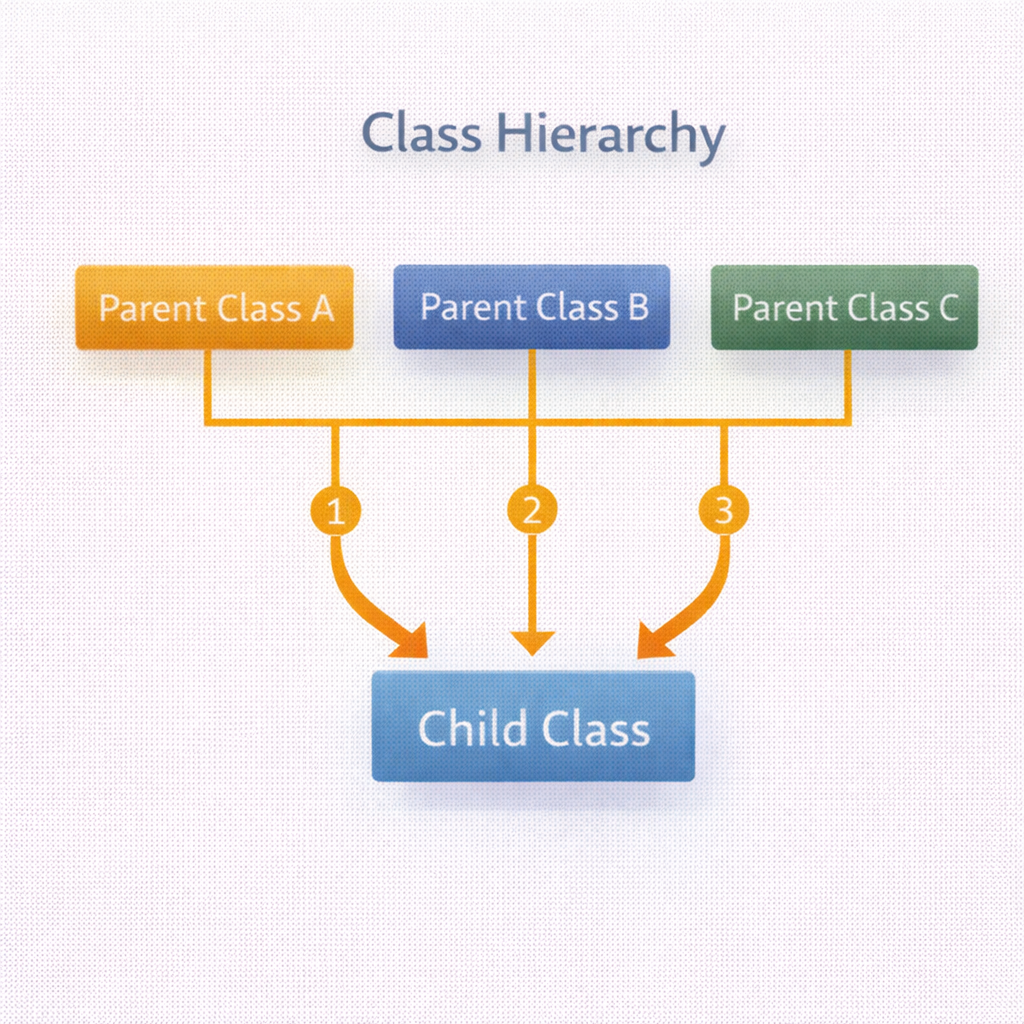 Class Hierarchy
Parent Class A
Parent Class B
Parent Class C
1
2
3
Child Class